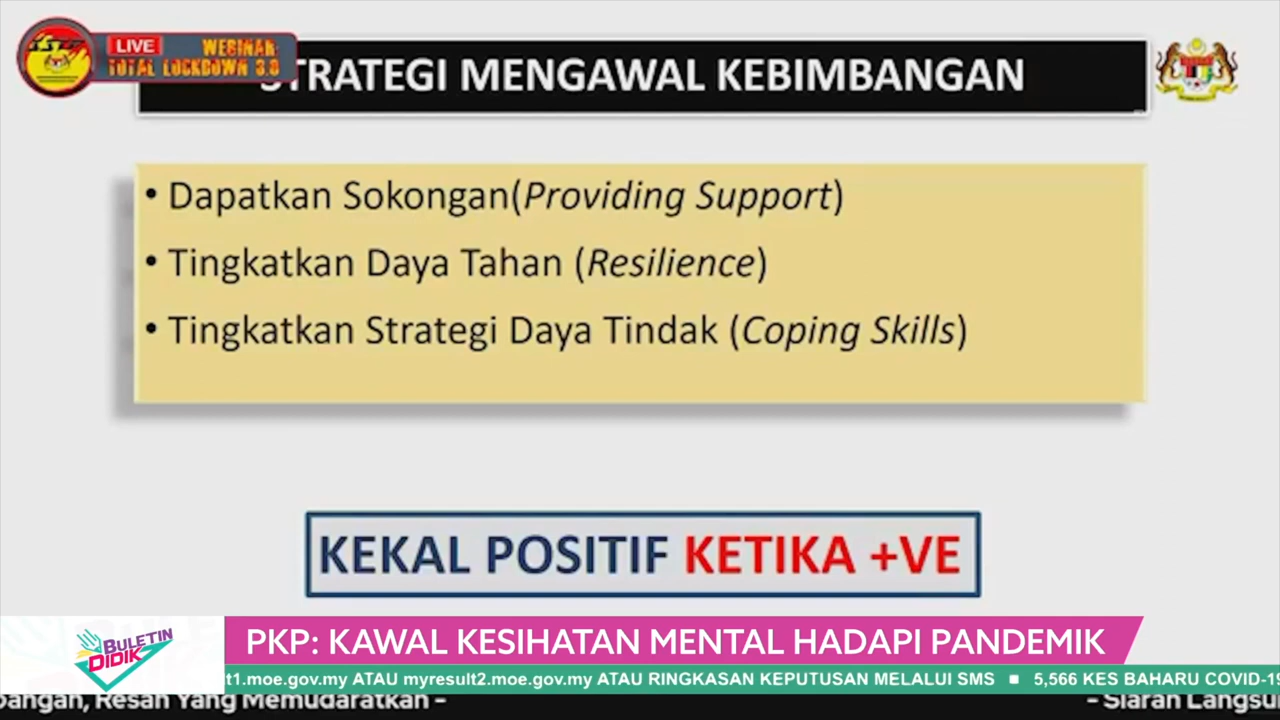 LIVE
WEBINAR
TOTAL LOCKDOWN 3.0
STRATEGI MENGAWAL KEBIMBANGAN
• Dapatkan Sokongan(Providing Support)
• Tingkatkan Daya Tahan (Resilience)
• Tingkatkan Strategi Daya Tindak (Coping Skills)
KEKAL POSITIF KETIKA +VE
BULETIN
DIDIK
PKP: KAWAL KESIHATAN MENTAL HADAPI PANDEMIK
t1.moe.gov.my ATAU myresult2.moe.gov.my ATAU RINGKASAN KEPUTUSAN MELALUI SMS ■ 5,566 KES BAHARU COVID-19
bangan, Kesan Yang Memudaratkan - - Siaran Langsu